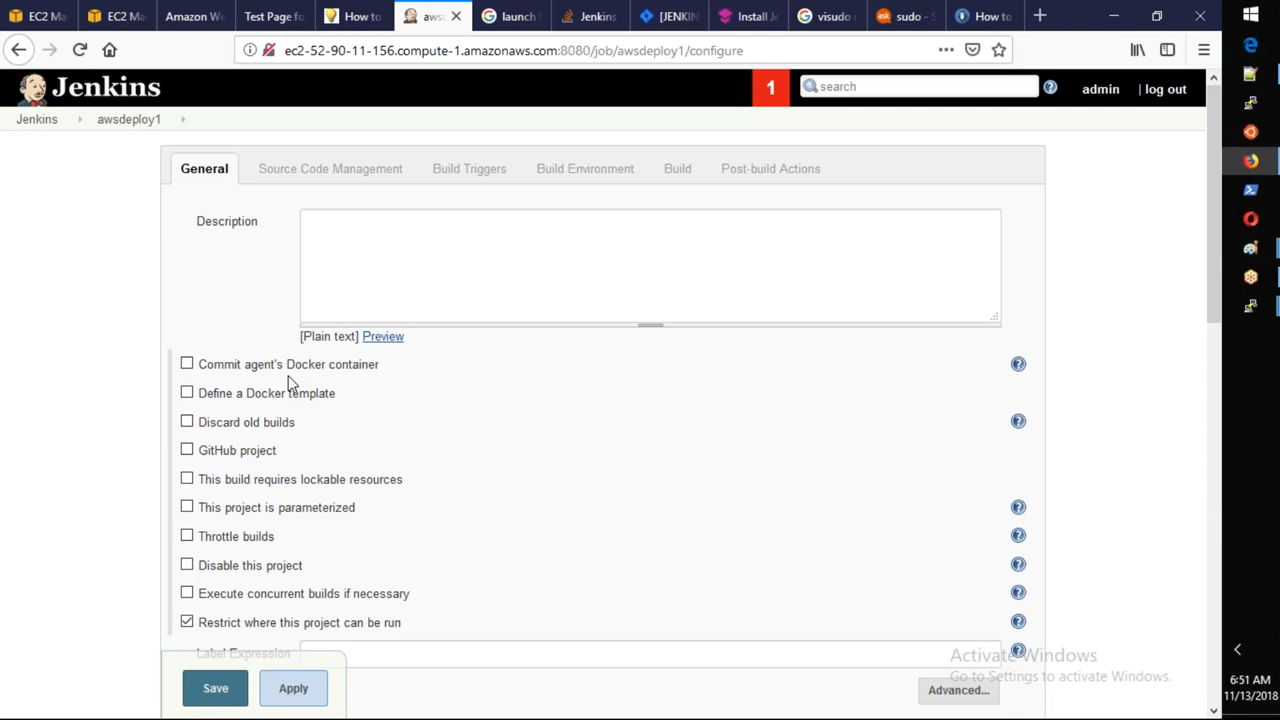 EC2 Ma
EC2 Ma
Amazon W
Test Page fo
How to
aws
launch
Jenkins
[JENKIN
Install Je
visudo
sudo - S
How to
ec2-52-90-11-156.compute-1.amazonaws.com:8080/job/awsdeploy1/configure
Jenkins
1
search
admin
| log out
Jenkins
awsdeploy1
General
Source Code Management
Build Triggers
Build Environment
Build
Post-build Actions
Description
[Plain text] Preview
Commit agent's Docker container
Define a Docker template
Discard old builds
GitHub project
This build requires lockable resources
This project is parameterized
Throttle builds
Disable this project
Execute concurrent builds if necessary
Restrict where this project can be run
Label Expression
Activate Windows
Go to Settings to activate Windows.
Save
Apply
Advanced...
6:51 AM
11/13/2018